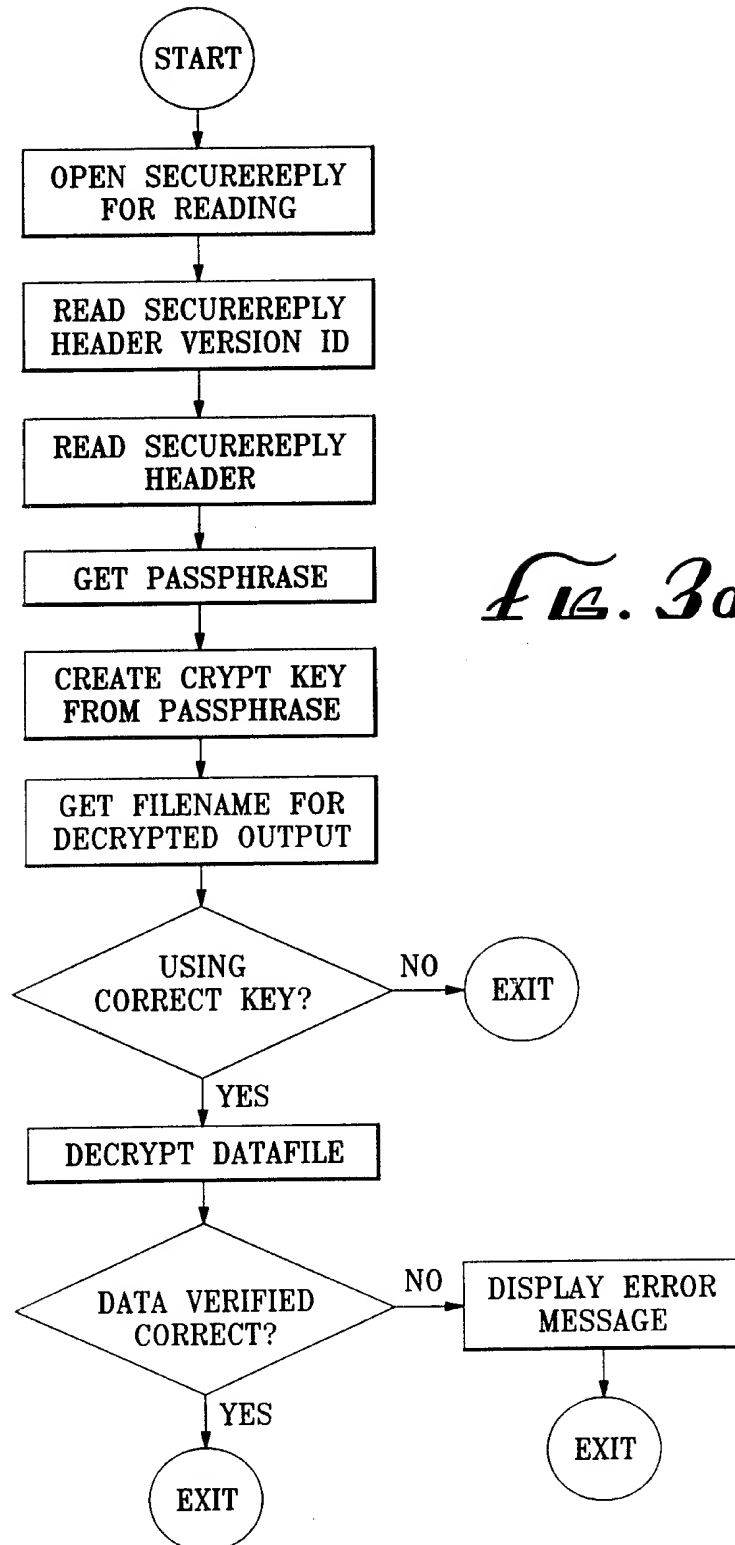 START
OPEN SECUREREPLY
FOR READING
READ SECUREREPLY
HEADER VERSION ID
READ SECUREREPLY
HEADER
GET PASSPHRASE
FIG. 3a
CREATE CRYPT KEY
FROM PASSPHRASE
GET FILENAME FOR
DECRYPTED OUTPUT
USING
CORRECT KEY?
NO
EXIT
YES
DECRYPT DATAFILE
DATA VERIFIED
CORRECT?
NO
DISPLAY ERROR
MESSAGE
YES
EXIT
EXIT